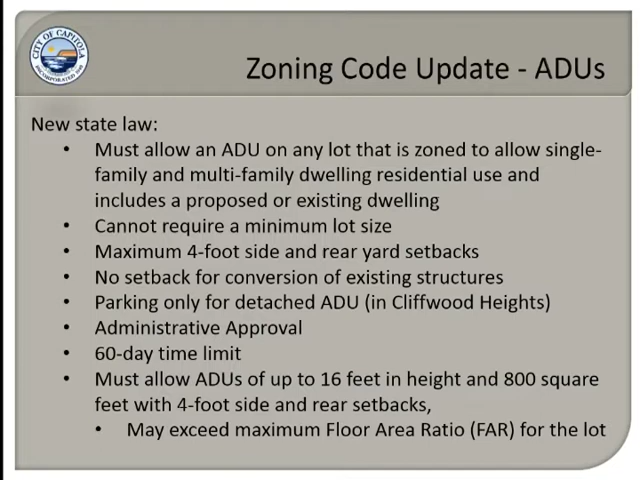 CITY OF CAPITOLA
INCORPORATED 1949
Zoning Code Update - ADUs
New state law:
• Must allow an ADU on any lot that is zoned to allow single-
family and multi-family dwelling residential use and
includes a proposed or existing dwelling
• Cannot require a minimum lot size
• Maximum 4-foot side and rear yard setbacks
• No setback for conversion of existing structures
• Parking only for detached ADU (in Cliffwood Heights)
• Administrative Approval
• 60-day time limit
• Must allow ADUs of up to 16 feet in height and 800 square
feet with 4-foot side and rear setbacks,
• May exceed maximum Floor Area Ratio (FAR) for the lot